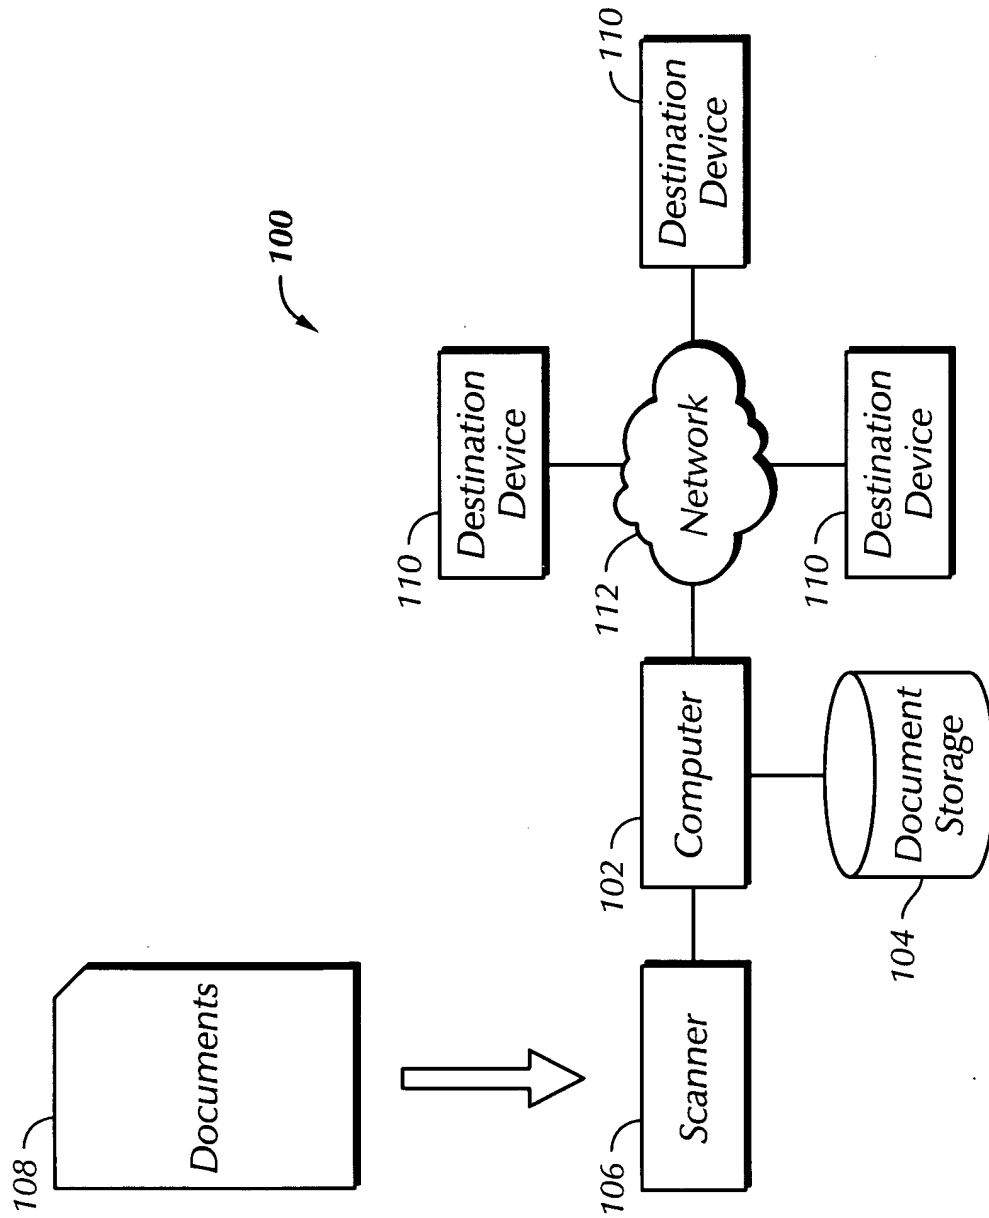 108
Documents
100
110
Destination
Device
106
102
112
110
Scanner
Computer
Network
Destination
Device
104
Document
Storage
110
Destination
Device